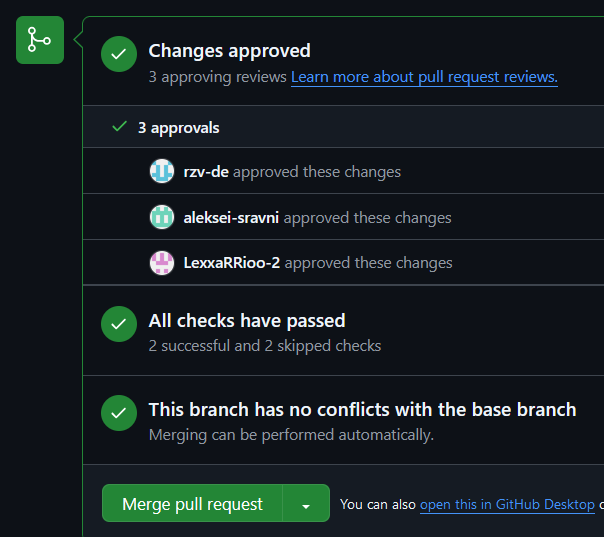 Changes approved
3 approving reviews Learn more about pull request reviews.
3 approvals
rzv-de approved these changes
aleksei-sravni approved these changes
LexxaRRioo-2 approved these changes
All checks have passed
2 successful and 2 skipped checks
This branch has no conflicts with the base branch
Merging can be performed automatically.
Merge pull request
You can also open this in GitHub Desktop